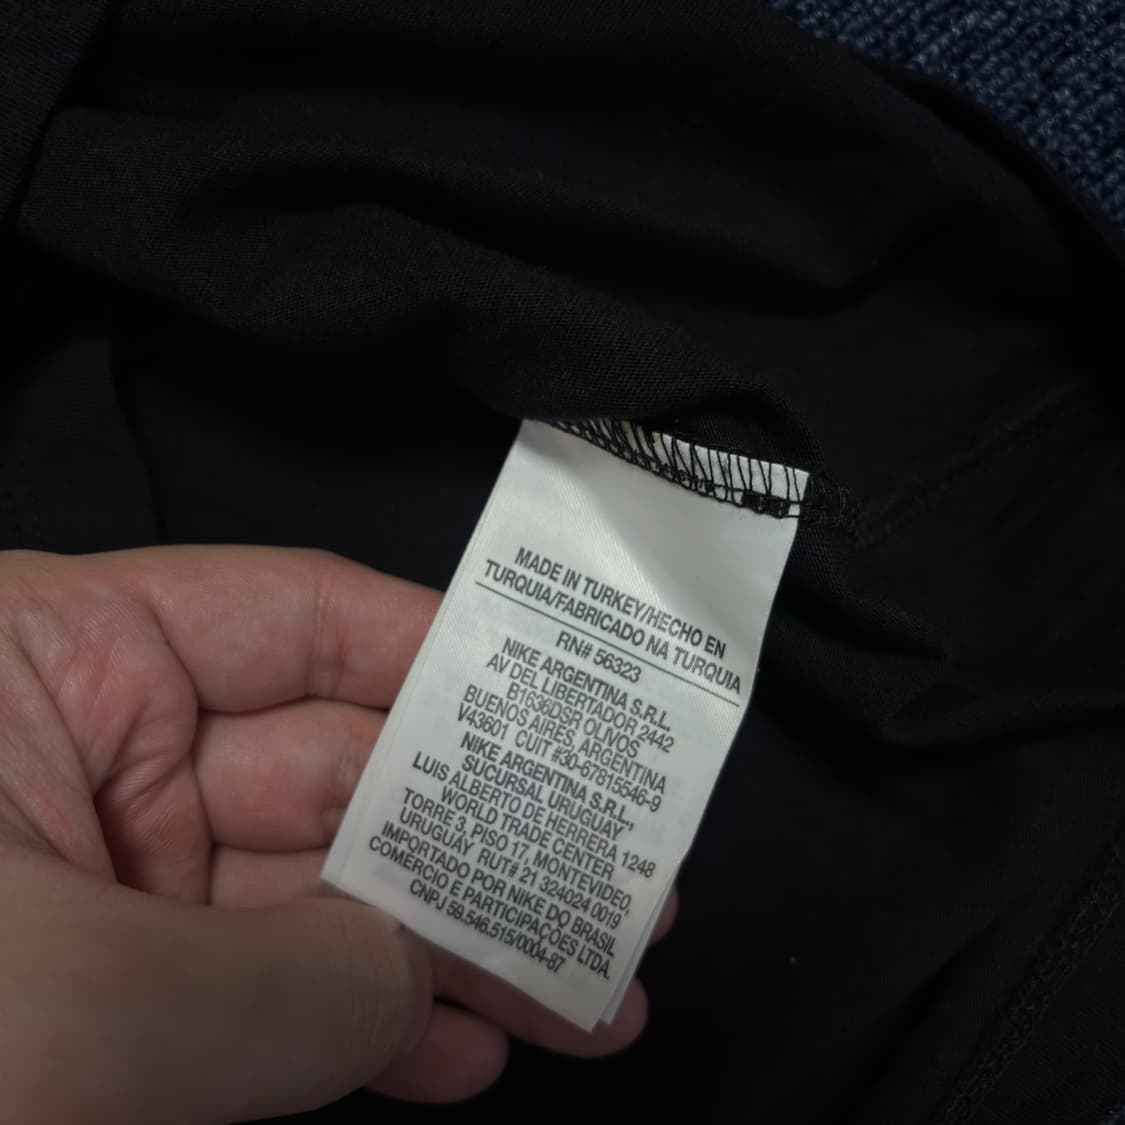 MADE IN TURKEY/HECHO EN
TURQUIA/FABRICADO NA TURQUIA
RN# 56323
NIKE ARGENTINA S.R.L.
AV DEL LIBERTADOR 2442
B1636DSR OLIVOS
BUENOS AIRES, ARGENTINA
V43601 CUIT #30-67815546-9
NIKE ARGENTINA S.R.L.,
SUCURSAL URUGUAY
LUIS ALBERTO DE HERRERA 1248
WORLD TRADE CENTER
TORRE 3, PISO 17, MONTEVIDEO,
URUGUAY RUT# 21 324024 0019
IMPORTADO POR NIKE DO BRASIL
COMERCIO E PARTICIPAÇOES LTDA.
CNPJ 59.546.515/0004-87